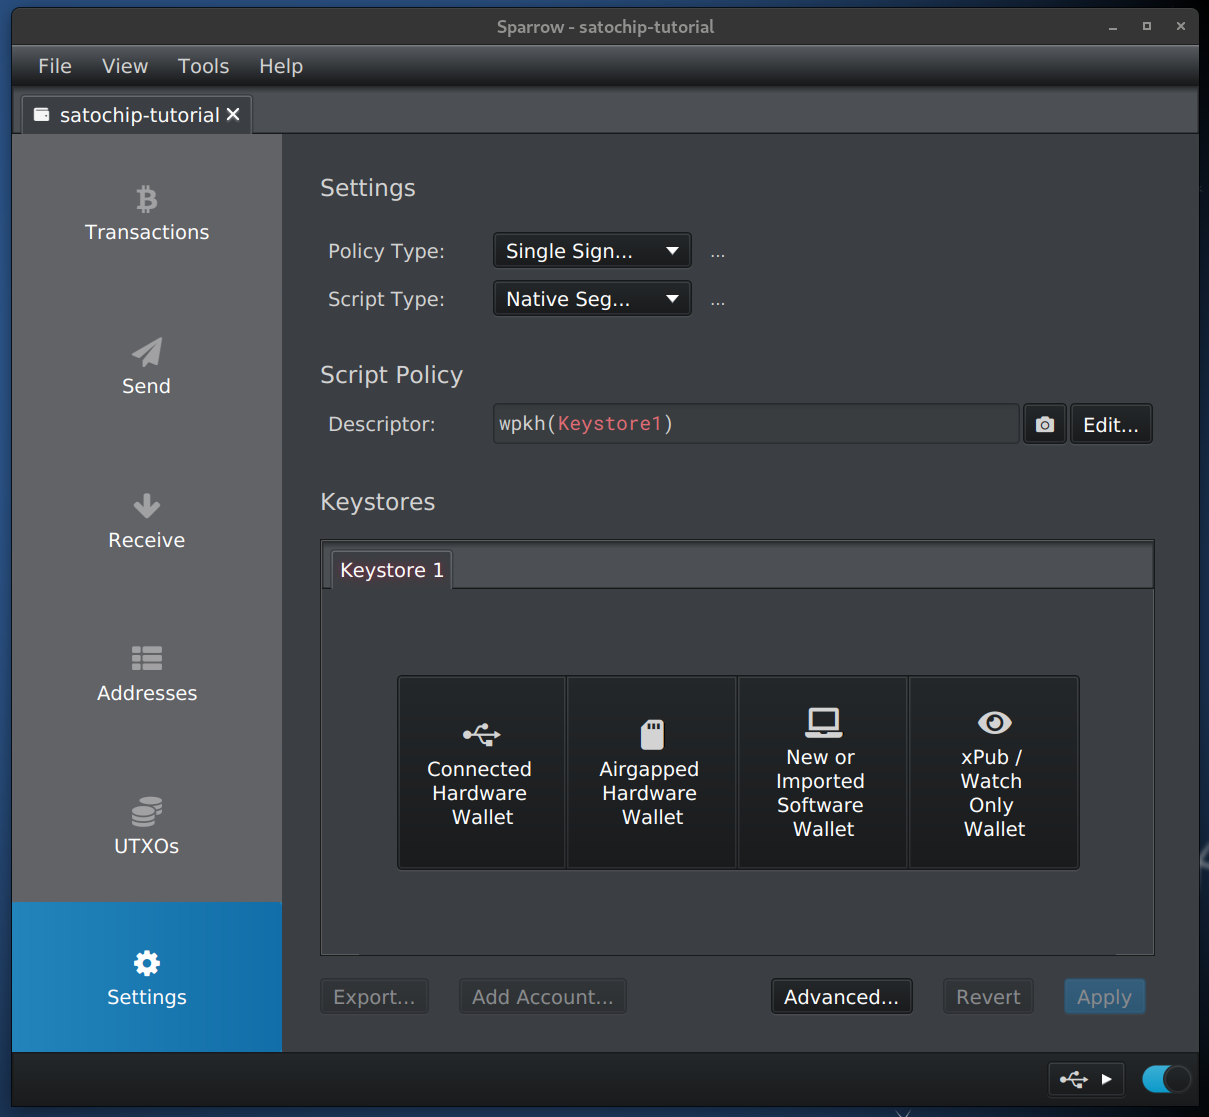 Sparrow - satochip-tutorial
File View Tools Help
satochip-tutorial
Transactions
Send
Receive
Addresses
UTXOs
Settings
Settings
Policy Type: Single Sign... ...
Script Type: Native Seg... ...
Script Policy
Descriptor: wpkh(Keystore1) Edit...
Keystores
Keystore 1
Connected
Hardware
Wallet
Airgapped
Hardware
Wallet
New or
Imported
Software
Wallet
xPub /
Watch
Only
Wallet
Export... Add Account... Advanced... Revert Apply